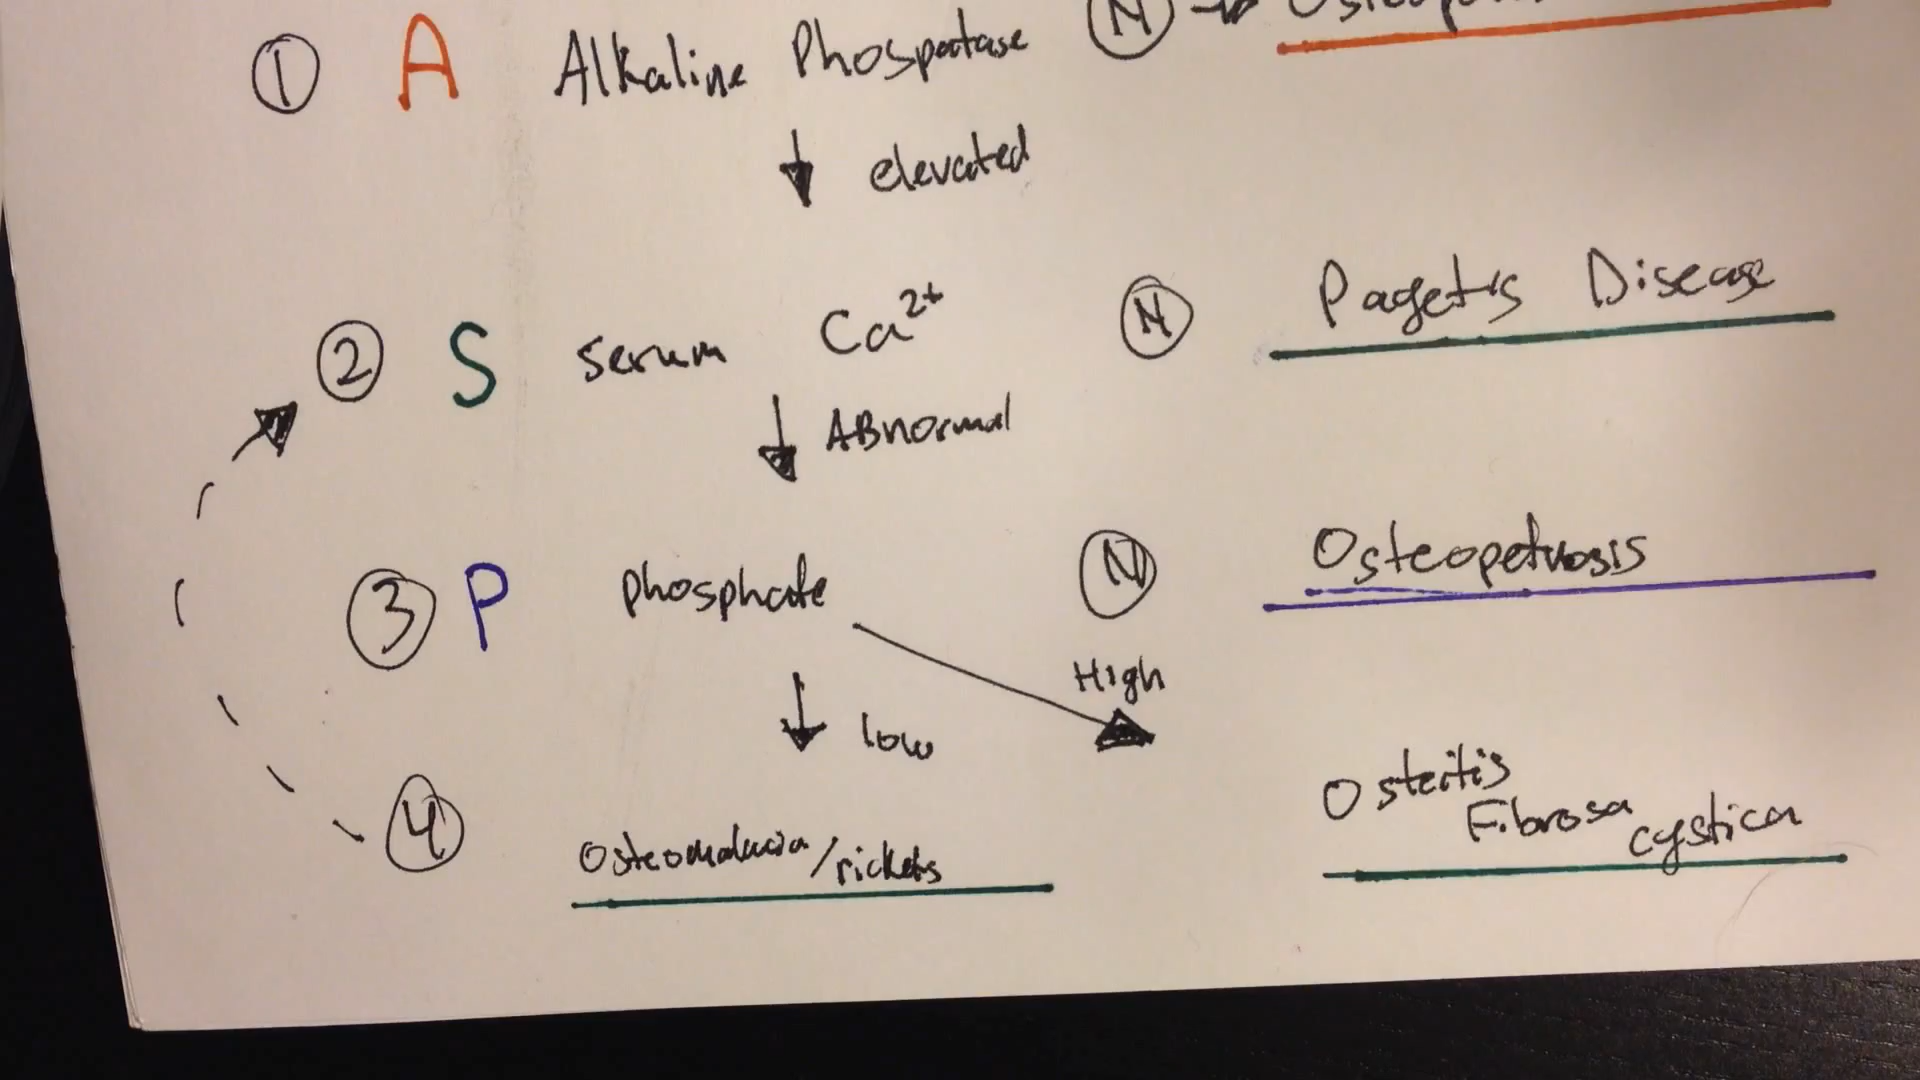 ① A Alkaline Phospatase Ⓝ →
↓ elevated
② S serum Ca²⁺ Ⓝ Paget's Disease
↓ ABnormal
③ P phosphate Ⓝ Osteopetrosis
High
↓ low
④ Osteomalacia/rickets Osteitis
Fibrosa
cystica